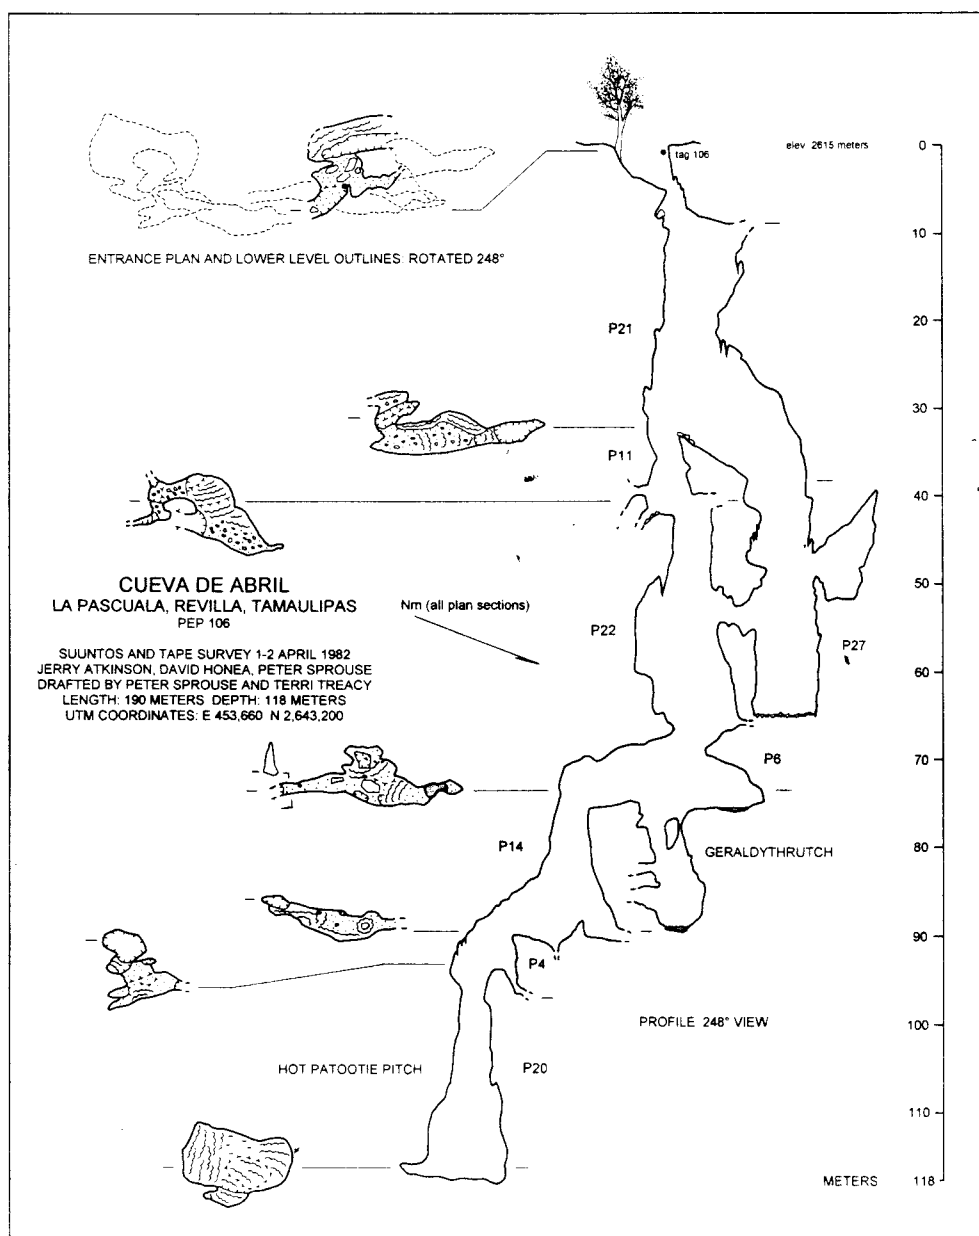 elev 2615 meters
0
tag 106
10
ENTRANCE PLAN AND LOWER LEVEL OUTLINES: ROTATED 248°
P21
20
30
P11
40
CUEVA DE ABRIL
LA PASCUALA, REVILLA, TAMAULIPAS
PEP 106
SUUNTOS AND TAPE SURVEY 1-2 APRIL 1982
JERRY ATKINSON, DAVID HONEA, PETER SPROUSE
DRAFTED BY PETER SPROUSE AND TERRI TREACY
LENGTH: 190 METERS DEPTH: 118 METERS
UTM COORDINATES: E 453,660 N 2,643,200
Nm (all plan sections)
50
P22
P27
60
70
P6
P14
80
GERALDYTHRUTCH
90
P4
100
PROFILE 248° VIEW
HOT PATOOTIE PITCH
P20
110
METERS 118